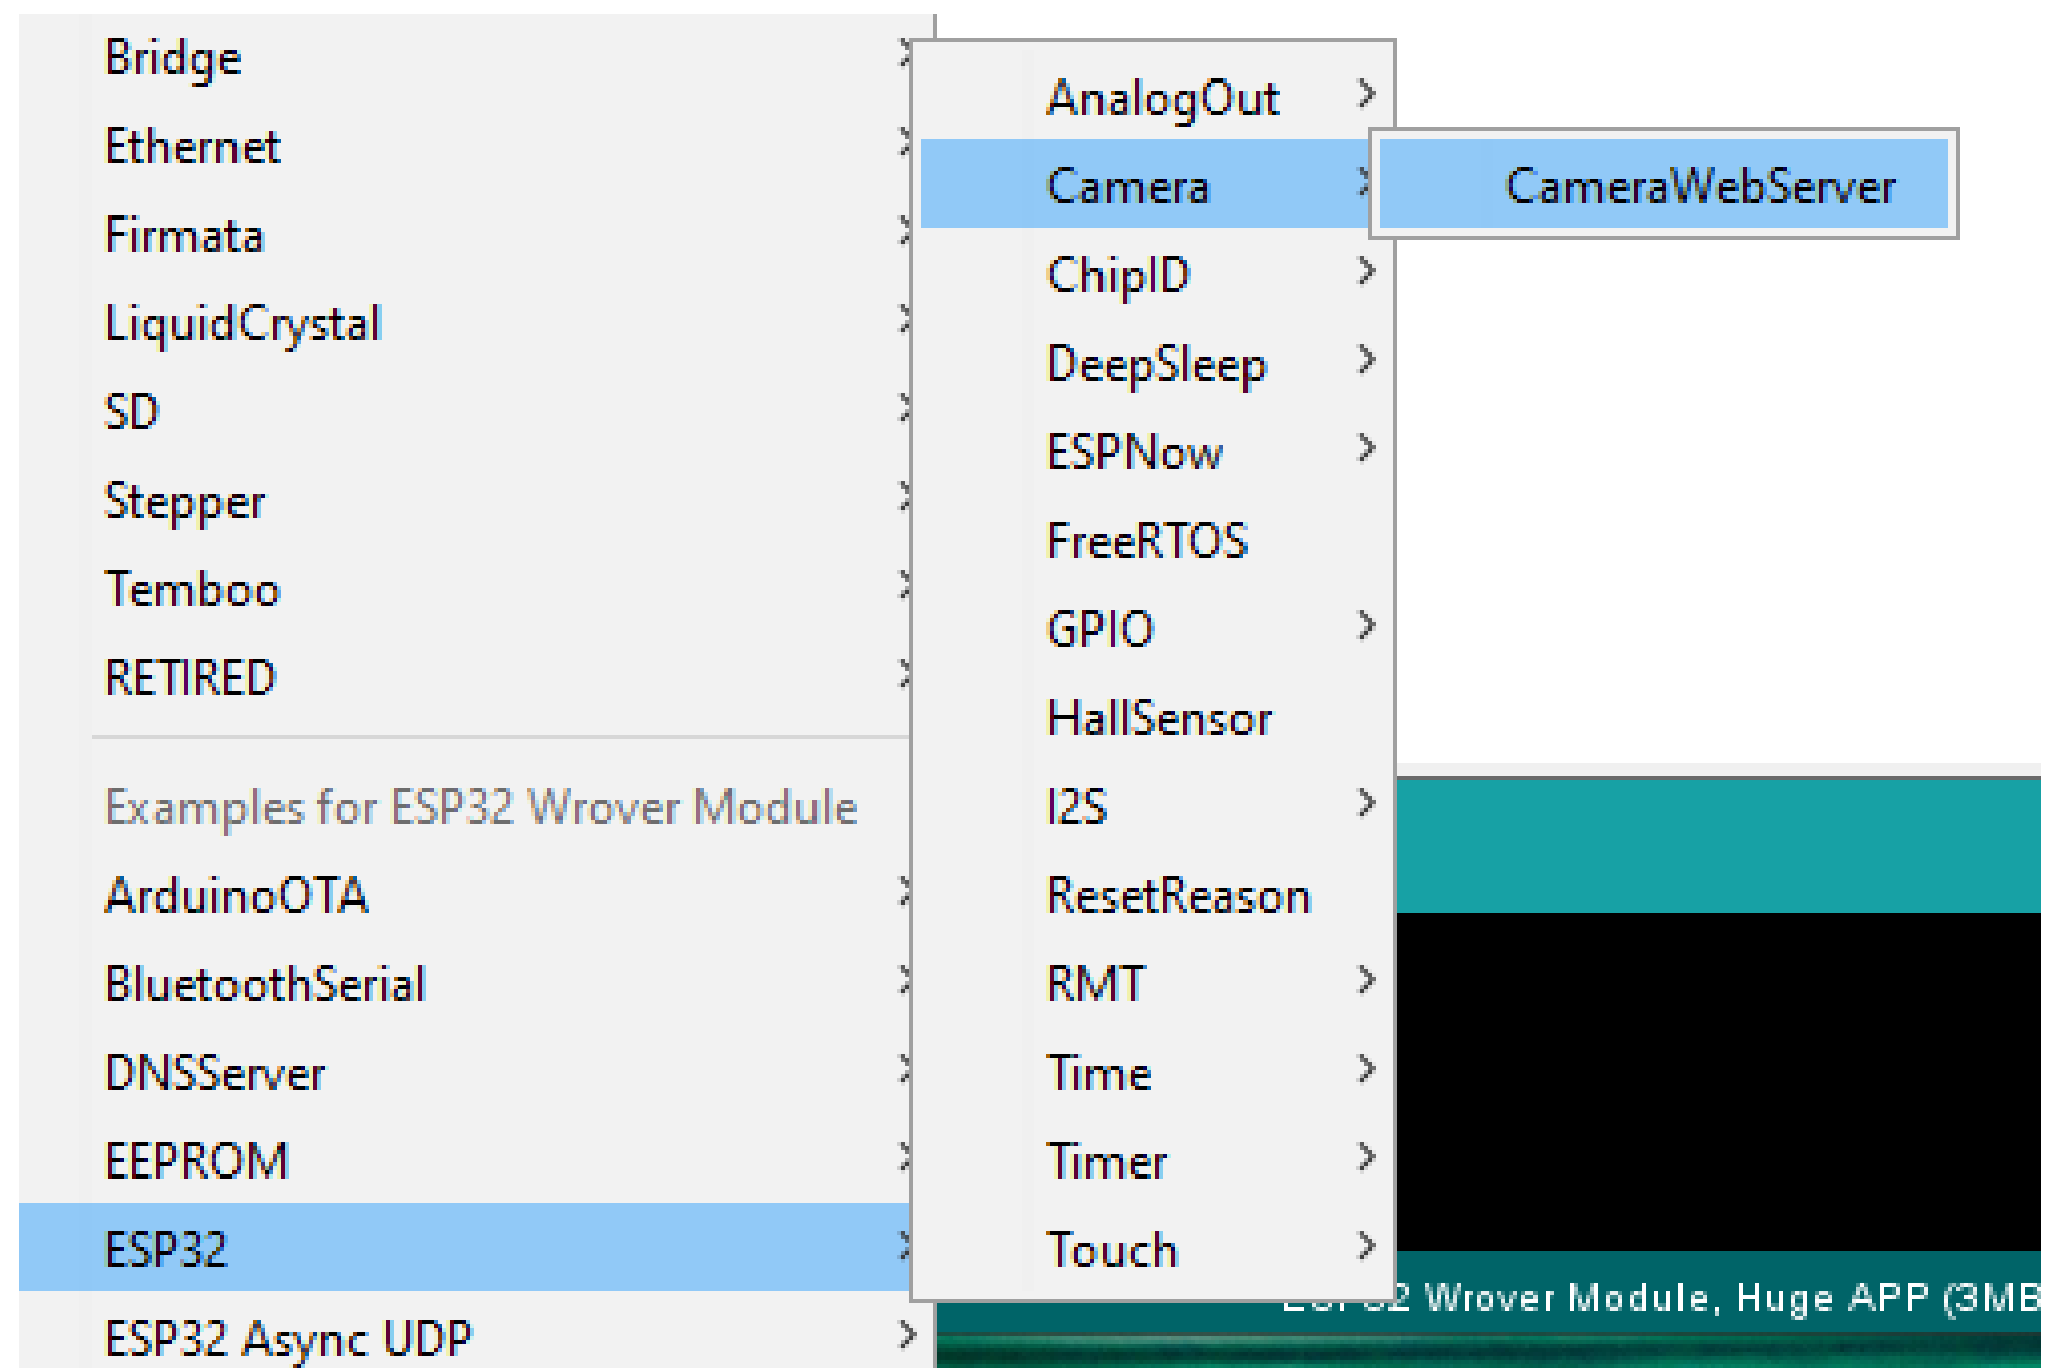 Bridge
Ethernet
Firmata
LiquidCrystal
SD
Stepper
Temboo
RETIRED
Examples for ESP32 Wrover Module
ArduinoOTA
BluetoothSerial
DNSServer
EEPROM
ESP32
ESP32 Async UDP
AnalogOut
Camera
ChipID
DeepSleep
ESPNow
FreeRTOS
GPIO
HallSensor
I2S
ResetReason
RMT
Time
Timer
Touch
CameraWebServer
ESP32 Wrover Module, Huge APP (3MB